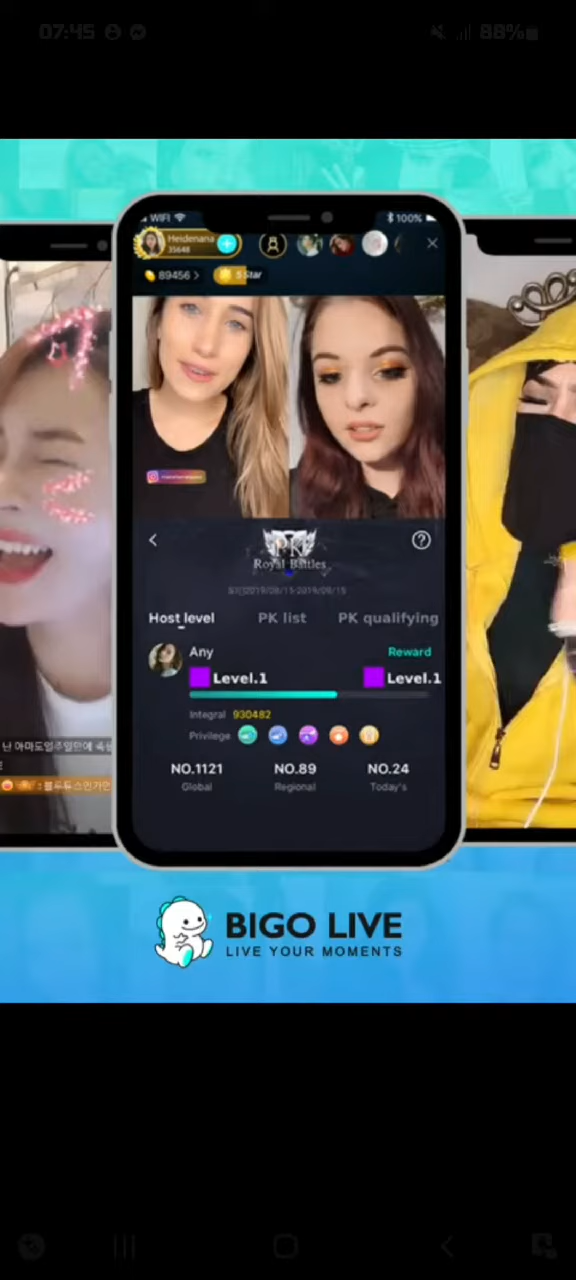 07:45
88%
WIFI
100%
Heidenana
35648
89456 >
5 Star
PK
Royal Battles
Host level
PK list
PK qualifying
Any
Reward
Level.1
Level.1
Integral 930482
Privilege
NO.1121
NO.89
NO.24
Global
Regional
Today's
BIGO LIVE
LIVE YOUR MOMENTS